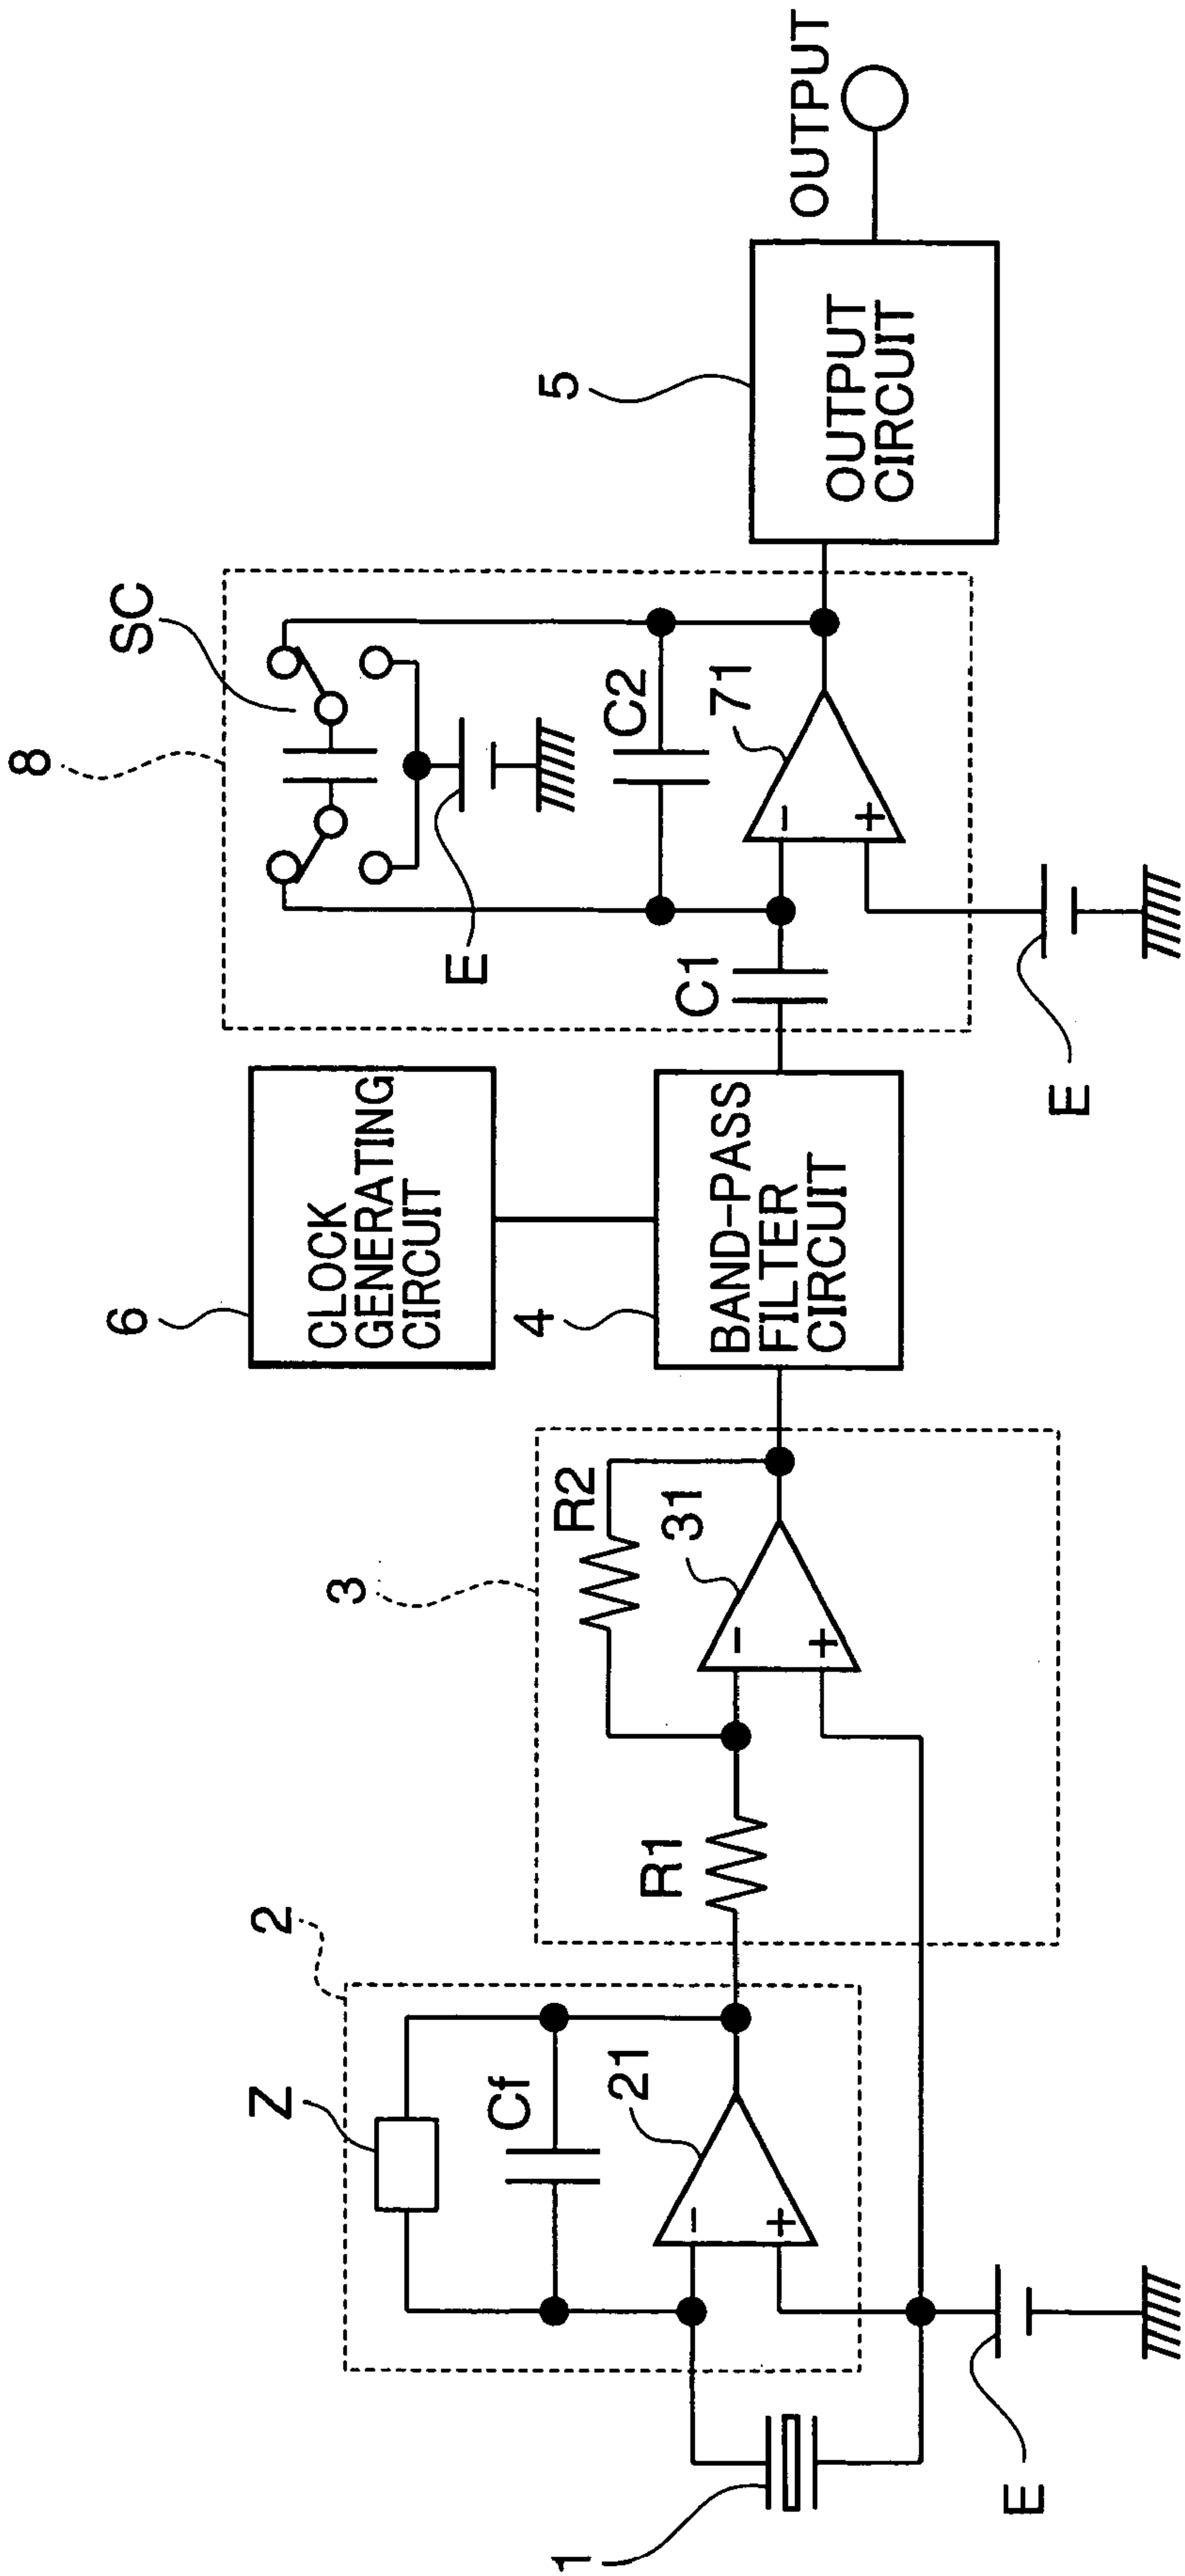 8
SC
E
C2
71
C1
E
6
CLOCK
GENERATING
CIRCUIT
4
BAND-PASS
FILTER
CIRCUIT
5
OUTPUT
CIRCUIT
OUTPUT
3
R2
31
R1
2
Z
Cf
21
1
E
-
+
-
+
-
+